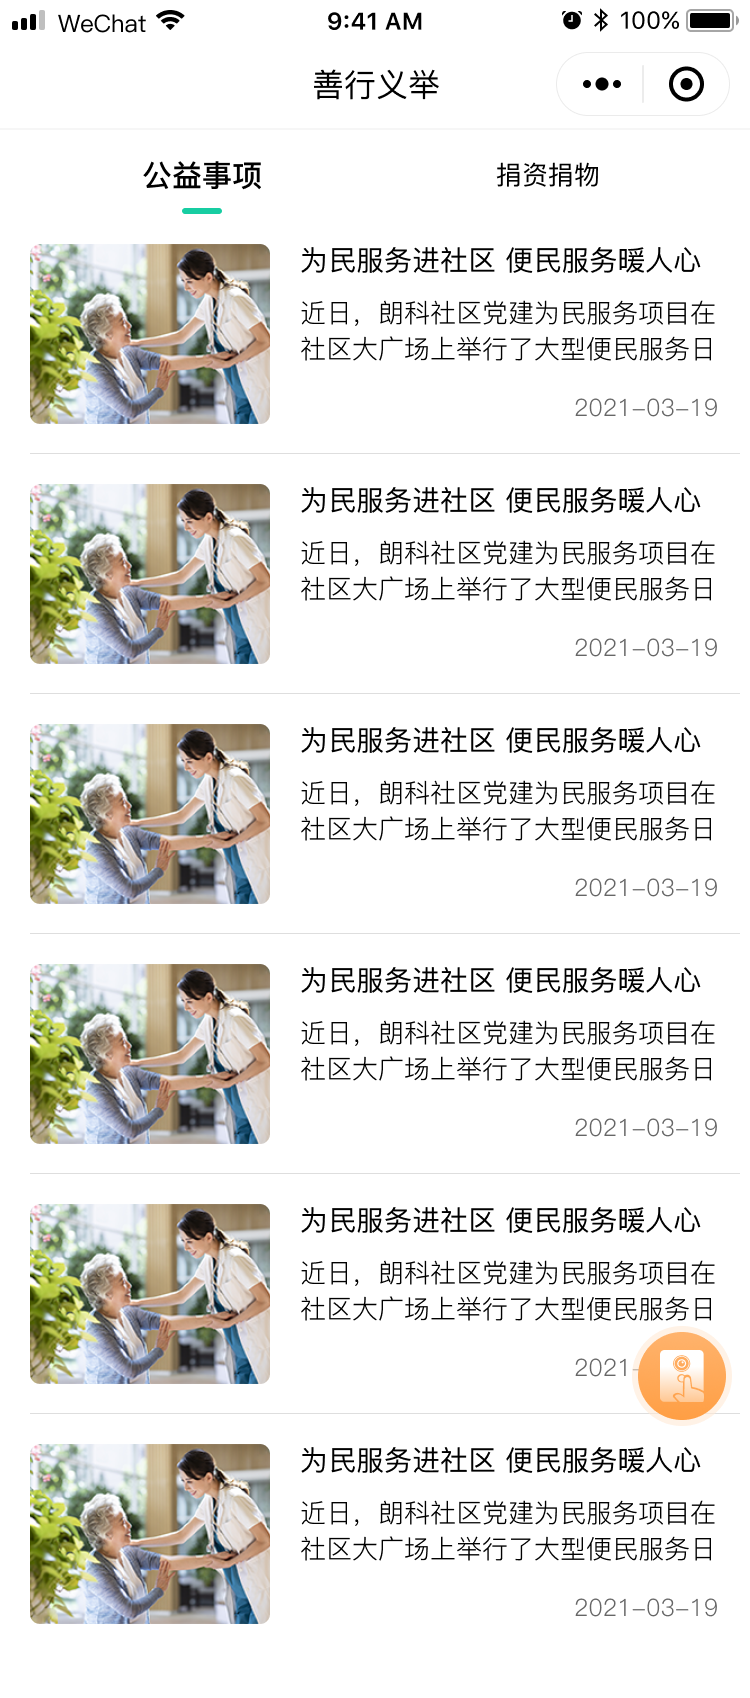 WeChat 9:41 AM 100%
善行义举
公益事项 捐资捐物
为民服务进社区 便民服务暖人心
近日，朗科社区党建为民服务项目在
社区大广场上举行了大型便民服务日
2021-03-19
为民服务进社区 便民服务暖人心
近日，朗科社区党建为民服务项目在
社区大广场上举行了大型便民服务日
2021-03-19
为民服务进社区 便民服务暖人心
近日，朗科社区党建为民服务项目在
社区大广场上举行了大型便民服务日
2021-03-19
为民服务进社区 便民服务暖人心
近日，朗科社区党建为民服务项目在
社区大广场上举行了大型便民服务日
2021-03-19
为民服务进社区 便民服务暖人心
近日，朗科社区党建为民服务项目在
社区大广场上举行了大型便民服务日
2021-
为民服务进社区 便民服务暖人心
近日，朗科社区党建为民服务项目在
社区大广场上举行了大型便民服务日
2021-03-19